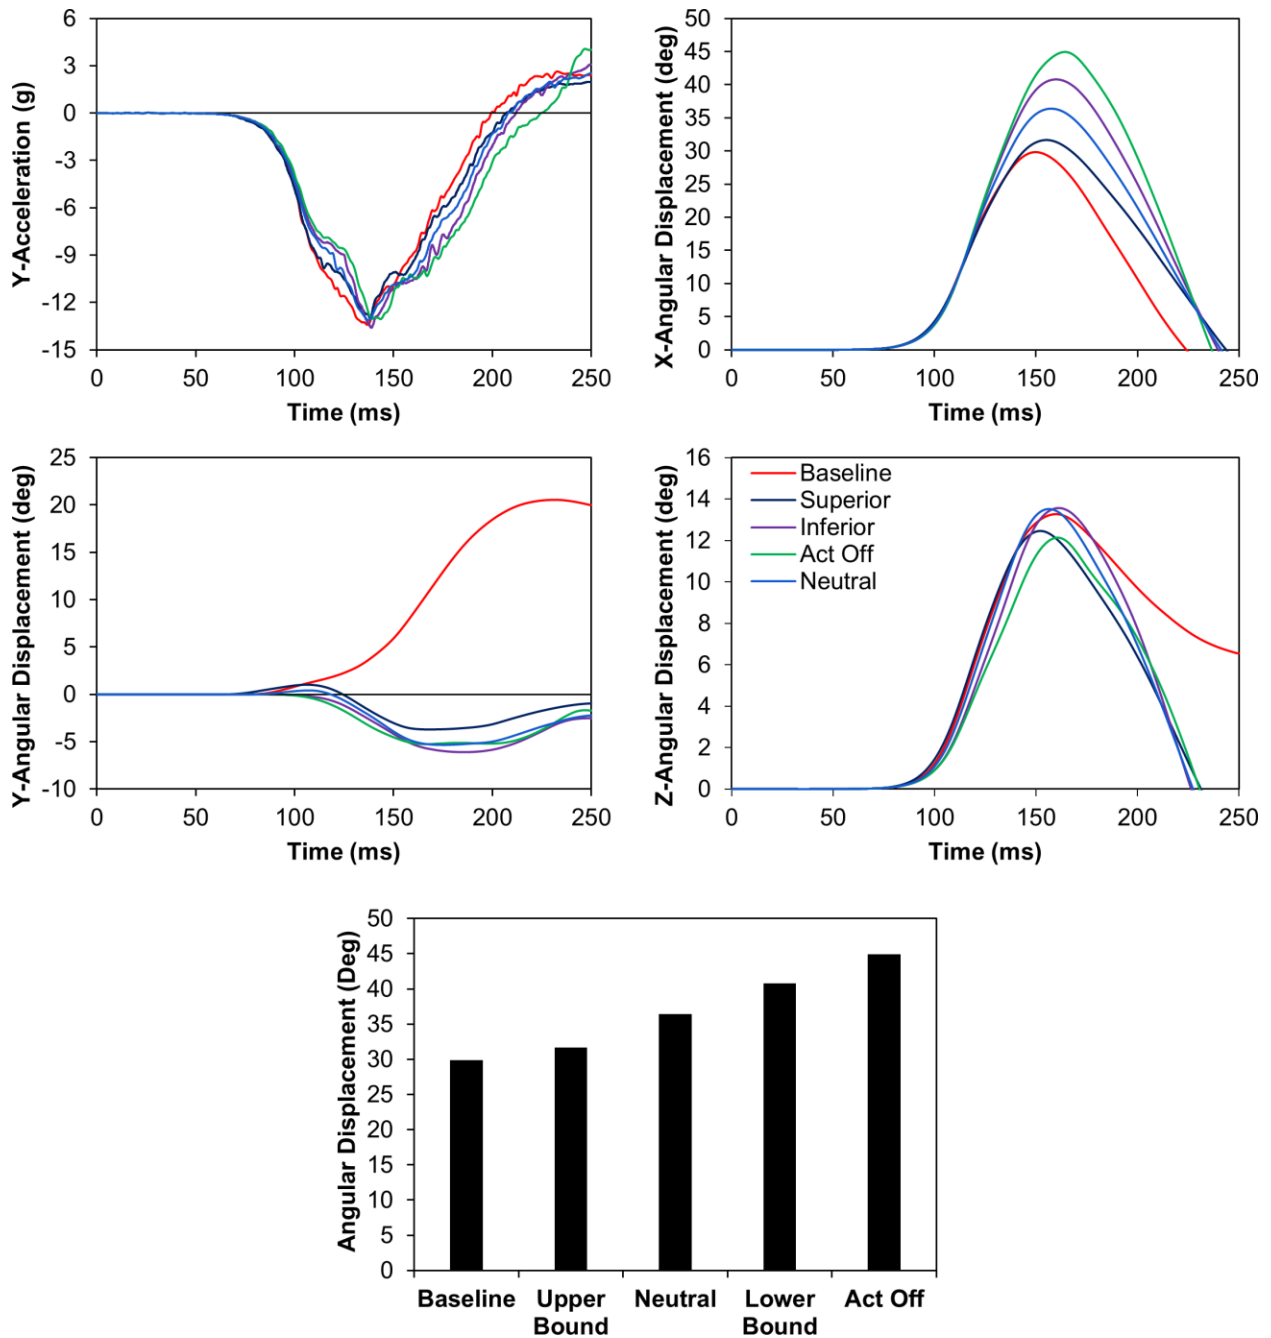 Y-Acceleration (g)
6
3
0
-3
-6
-9
-12
-15
0 50 100 150 200 250
Time (ms)
X-Angular Displacement (deg)
50
45
40
35
30
25
20
15
10
5
0
0 50 100 150 200 250
Time (ms)
Y-Angular Displacement (deg)
25
20
15
10
5
0
-5
-10
0 50 100 150 200 250
Time (ms)
Z-Angular Displacement (deg)
16
14
12
10
8
6
4
2
0
Baseline
Superior
Inferior
Act Off
Neutral
0 50 100 150 200 250
Time (ms)
Angular Displacement (Deg)
50
45
40
35
30
25
20
15
10
5
0
Baseline Upper Neutral Lower Act Off
Bound Bound